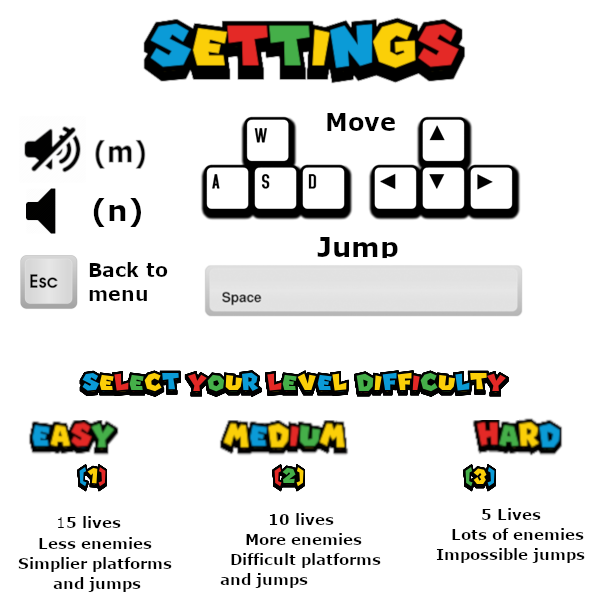 SETTINGS
(m)
Move
W
A S D
(n)
Jump
Esc
Back to
menu
Space
SELECT YOUR LEVEL DIFFICULTY
EASY
(1)
15 lives
Less enemies
Simplier platforms
and jumps
MEDIUM
(2)
10 lives
More enemies
Difficult platforms
and jumps
HARD
(3)
5 Lives
Lots of enemies
Impossible jumps